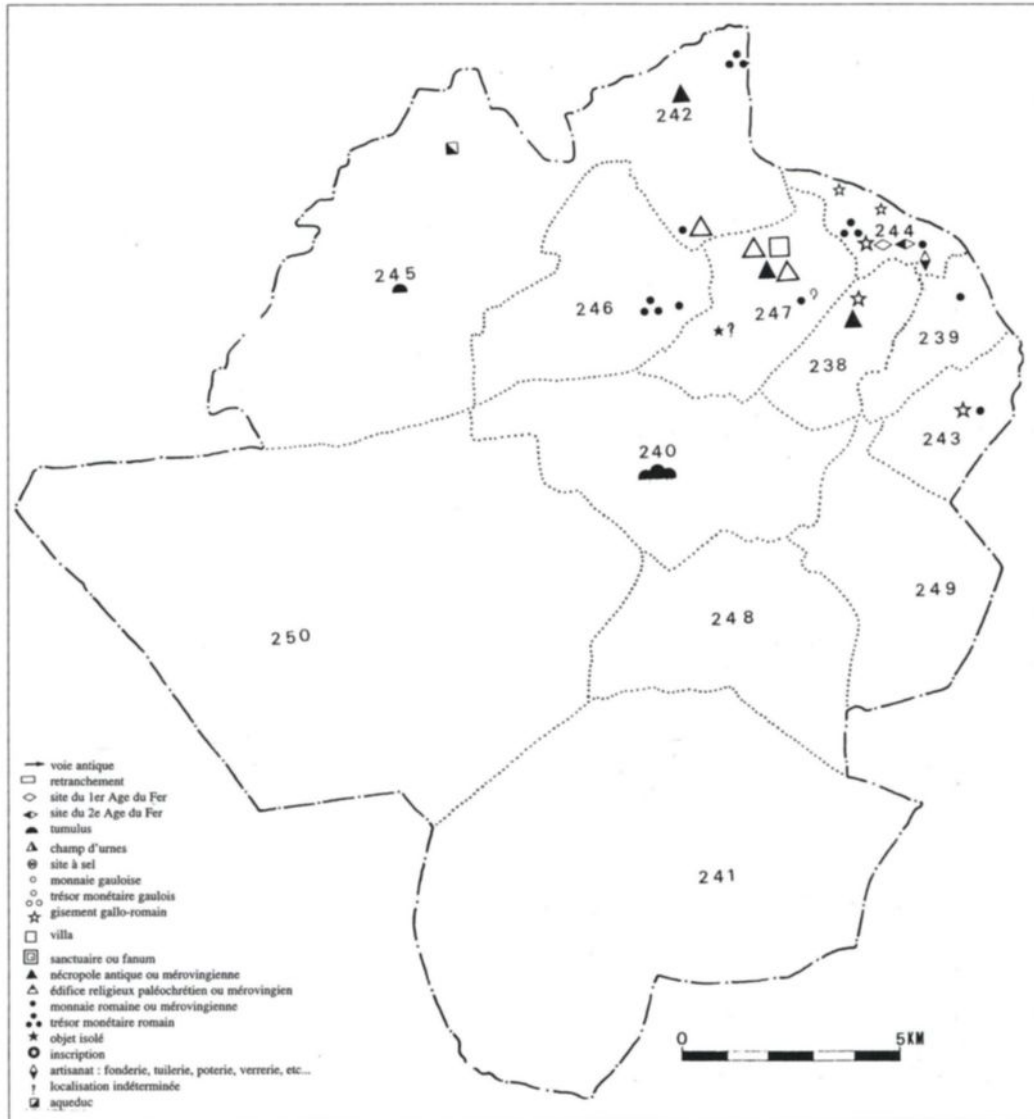 242
244
245
246
247
?
238
239
243
240
249
248
250
241
voie antique
retranchement
site du 1er Age du Fer
site du 2e Age du Fer
tumulus
champ d'urnes
site à sel
monnaie gauloise
trésor monétaire gaulois
gisement gallo-romain
villa
sanctuaire ou fanum
nécropole antique ou mérovingienne
édifice religieux paléochrétien ou mérovingien
monnaie romaine ou mérovingienne
trésor monétaire romain
objet isolé
inscription
artisanat : fonderie, tuilerie, poterie, verrerie, etc...
? localisation indéterminée
aqueduc
0 5KM